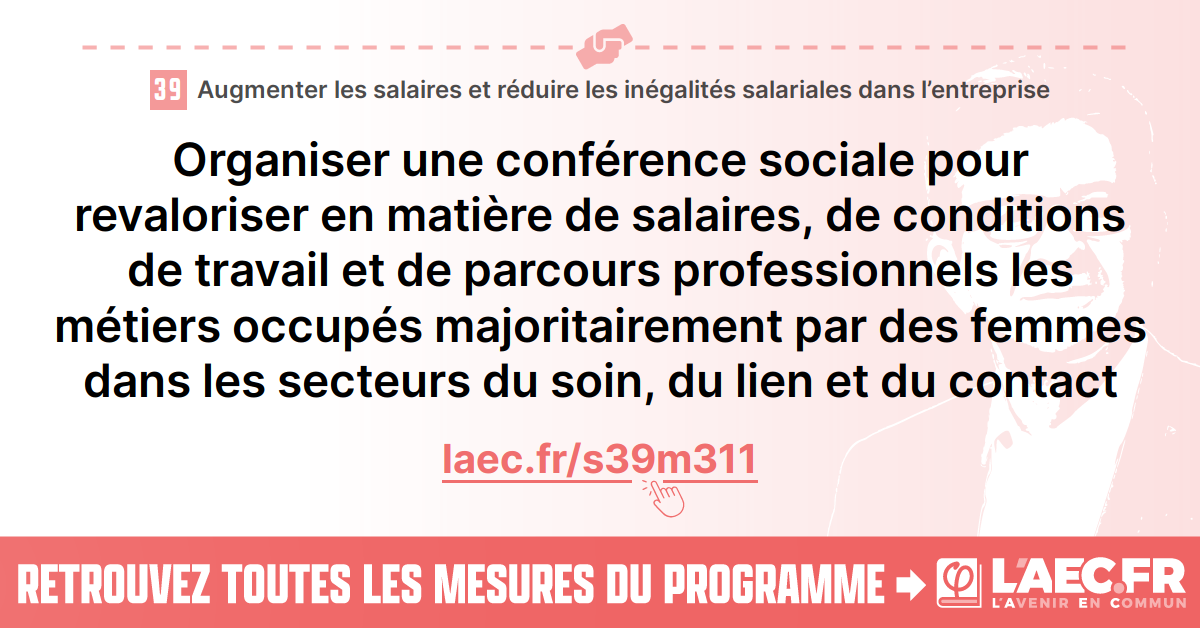 39 Augmenter les salaires et réduire les inégalités salariales dans l’entreprise
Organiser une conférence sociale pour
revaloriser en matière de salaires, de conditions
de travail et de parcours professionnels les
métiers occupés majoritairement par des femmes
dans les secteurs du soin, du lien et du contact
laec.fr/s39m311
RETROUVEZ TOUTES LES MESURES DU PROGRAMME
φ L'AEC.FR
L'AVENIR EN COMMUN